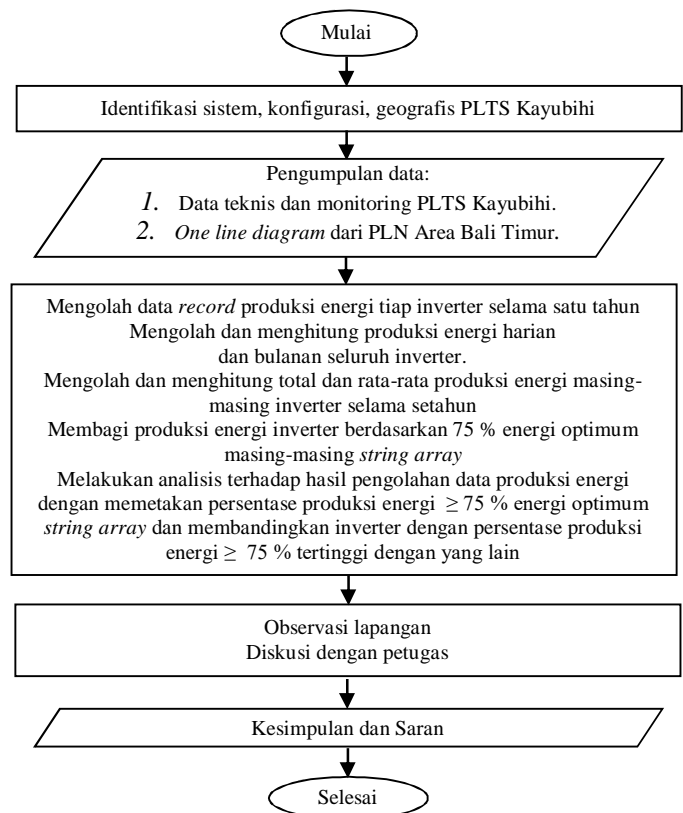 Mulai
Identifikasi sistem, konfigurasi, geografis PLTS Kayubihi
Pengumpulan data:
1. Data teknis dan monitoring PLTS Kayubihi.
2. One line diagram dari PLN Area Bali Timur.
Mengolah data record produksi energi tiap inverter selama satu tahun
Mengolah dan menghitung produksi energi harian
dan bulanan seluruh inverter.
Mengolah dan menghitung total dan rata-rata produksi energi masing-
masing inverter selama setahun
Membagi produksi energi inverter berdasarkan 75 % energi optimum
masing-masing string array
Melakukan analisis terhadap hasil pengolahan data produksi energi
dengan memetakan persentase produksi energi ≥ 75 % energi optimum
string array dan membandingkan inverter dengan persentase produksi
energi ≥ 75 % tertinggi dengan yang lain
Observasi lapangan
Diskusi dengan petugas
Kesimpulan dan Saran
Selesai